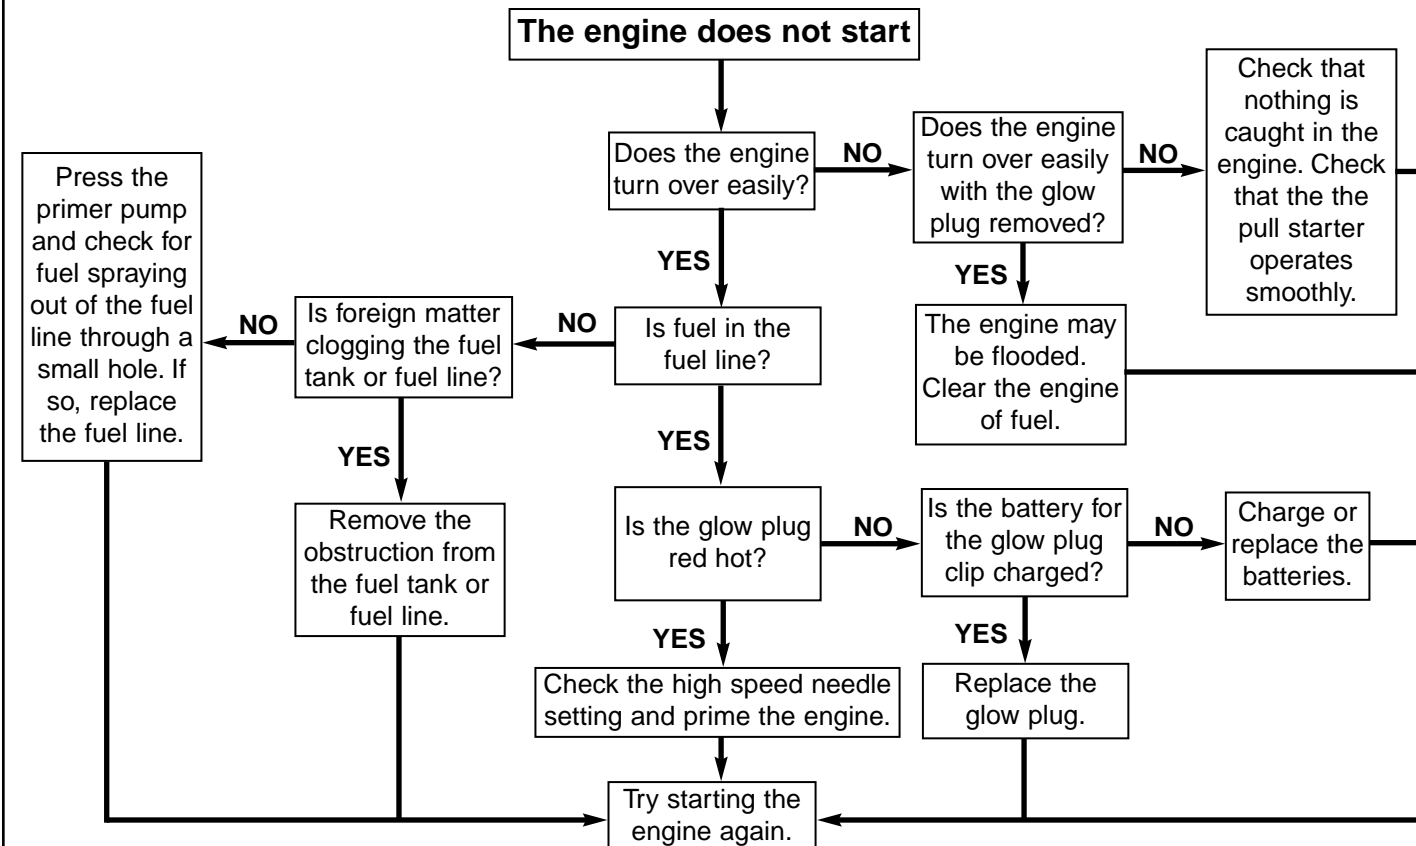 The engine does not start
Does the engine
turn over easily?
NO
Does the engine
turn over easily
with the glow
plug removed?
NO
Check that
nothing is
caught in the
engine. Check
that the the
pull starter
operates
smoothly.
YES
YES
The engine may
be flooded.
Clear the engine
of fuel.
Is fuel in the
fuel line?
NO
Is foreign matter
clogging the fuel
tank or fuel line?
NO
Press the
primer pump
and check for
fuel spraying
out of the fuel
line through a
small hole. If
so, replace
the fuel line.
YES
Remove the
obstruction from
the fuel tank or
fuel line.
YES
Is the glow plug
red hot?
NO
Is the battery for
the glow plug
clip charged?
NO
Charge or
replace the
batteries.
YES
YES
Replace the
glow plug.
Check the high speed needle
setting and prime the engine.
Try starting the
engine again.